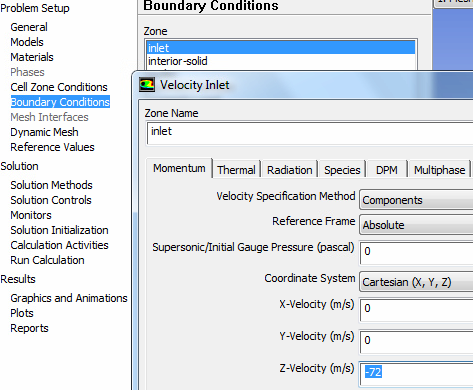 Problem Setup
General
Models
Materials
Phases
Cell Zone Conditions
Boundary Conditions
Mesh Interfaces
Dynamic Mesh
Reference Values
Solution
Solution Methods
Solution Controls
Monitors
Solution Initialization
Calculation Activities
Run Calculation
Results
Graphics and Animations
Plots
Reports
Boundary Conditions
Zone
inlet
interior-solid
Velocity Inlet
Zone Name
inlet
Momentum Thermal Radiation Species DPM Multiphase
Velocity Specification Method Components
Reference Frame Absolute
Supersonic/Initial Gauge Pressure (pascal) 0
Coordinate System Cartesian (X, Y, Z)
X-Velocity (m/s) 0
Y-Velocity (m/s) 0
Z-Velocity (m/s) -72